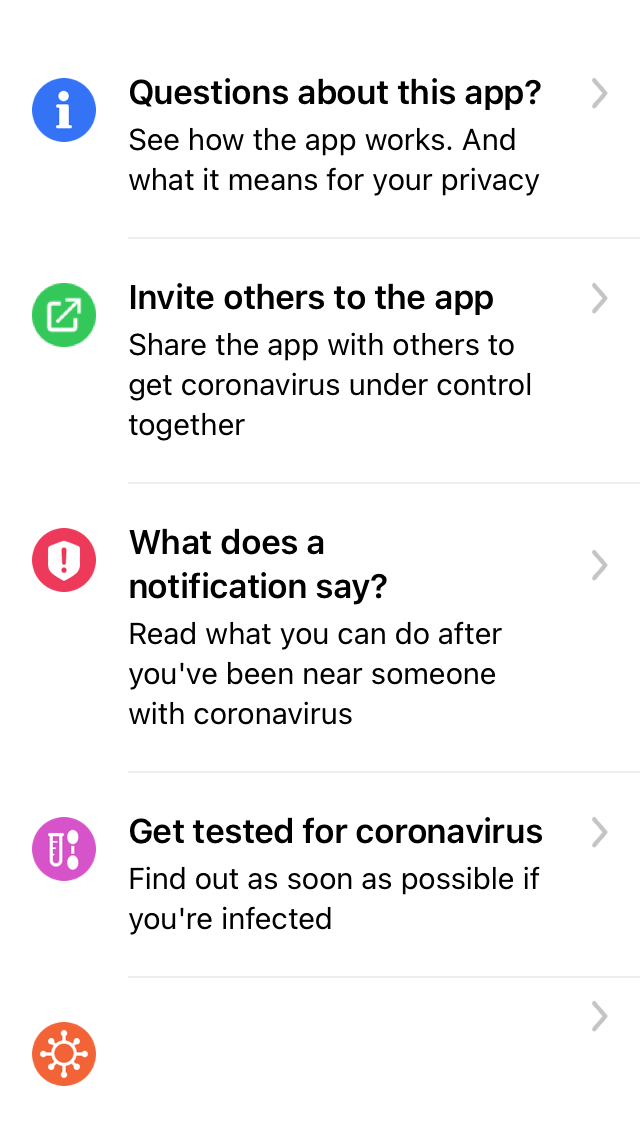 Questions about this app?
See how the app works. And
what it means for your privacy
Invite others to the app
Share the app with others to
get coronavirus under control
together
What does a
notification say?
Read what you can do after
you've been near someone
with coronavirus
Get tested for coronavirus
Find out as soon as possible if
you're infected